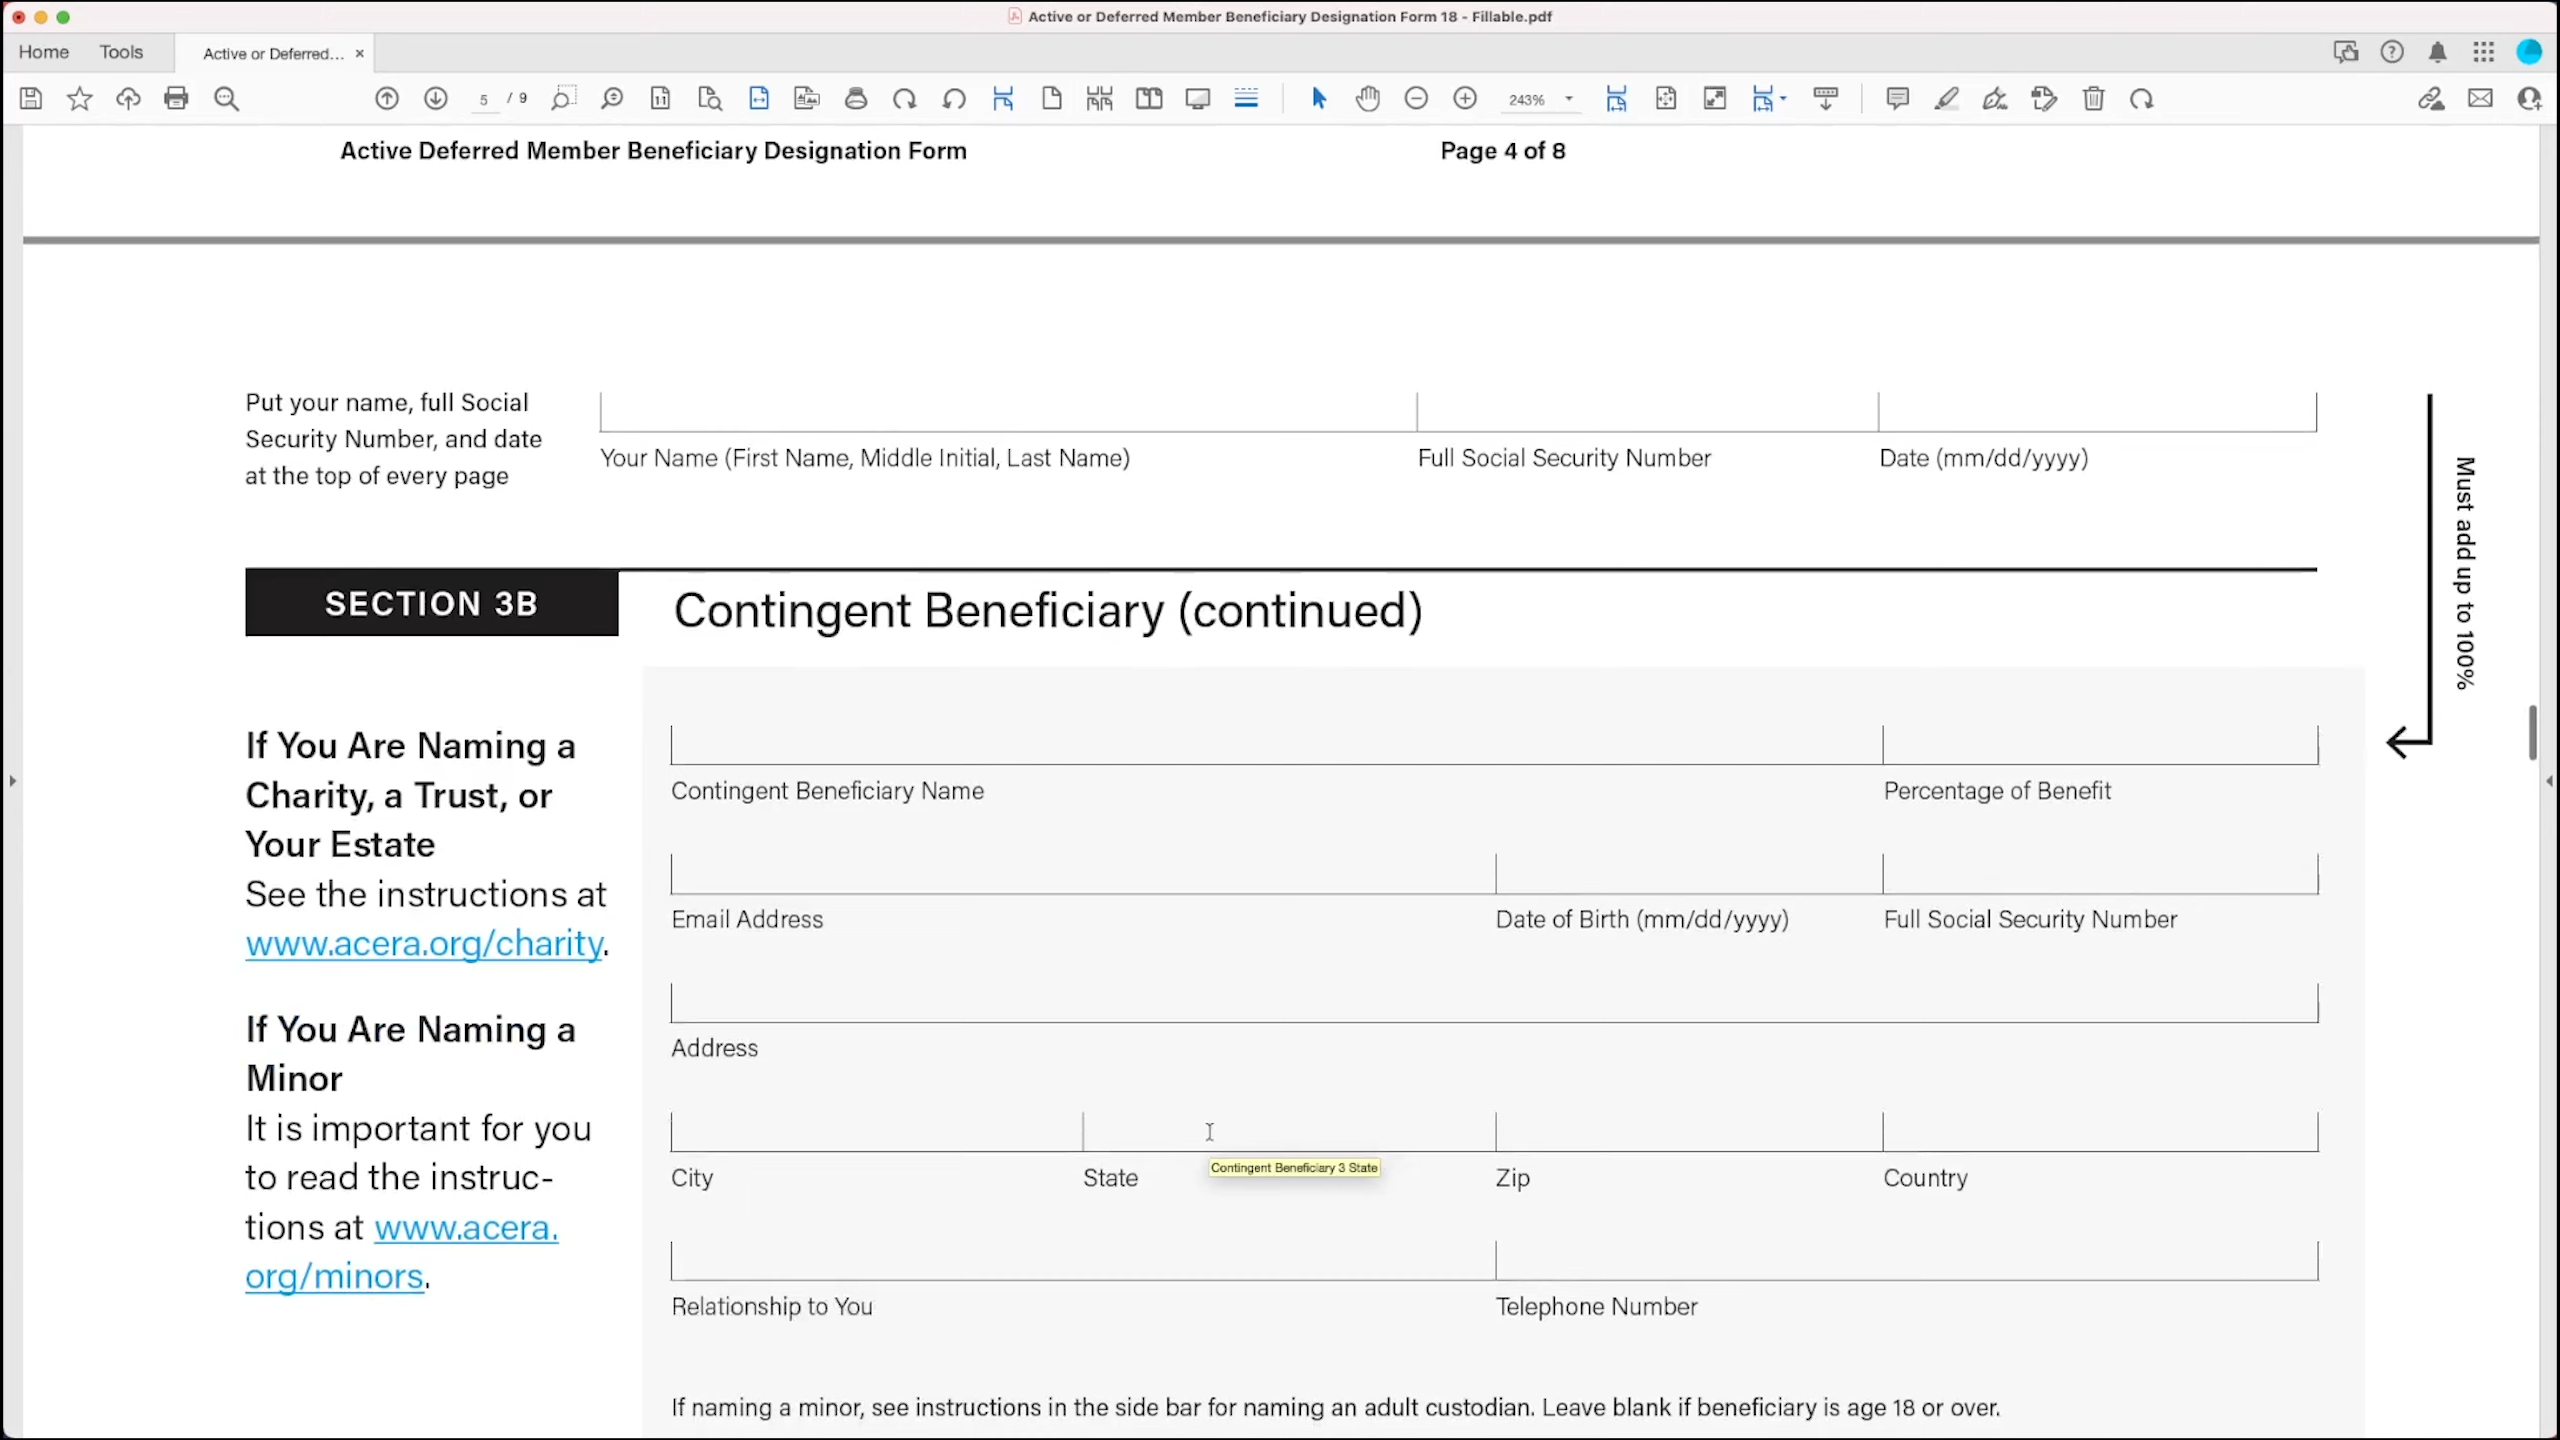 Active or Deferred Member Beneficiary Designation Form 18 - Fillable.pdf
Home
Tools
Active or Deferred... ×
5 / 9
243%
Active Deferred Member Beneficiary Designation Form
Page 4 of 8
Put your name, full Social
Security Number, and date
at the top of every page
Your Name (First Name, Middle Initial, Last Name)
Full Social Security Number
Date (mm/dd/yyyy)
Must add up to 100%
SECTION 3B
Contingent Beneficiary (continued)
If You Are Naming a
Charity, a Trust, or
Your Estate
See the instructions at
www.acera.org/charity.
If You Are Naming a
Minor
It is important for you
to read the instruc-
tions at www.acera.
org/minors.
Contingent Beneficiary Name
Percentage of Benefit
Email Address
Date of Birth (mm/dd/yyyy)
Full Social Security Number
Address
City
State
Contingent Beneficiary 3 State
Zip
Country
Relationship to You
Telephone Number
If naming a minor, see instructions in the side bar for naming an adult custodian. Leave blank if beneficiary is age 18 or over.